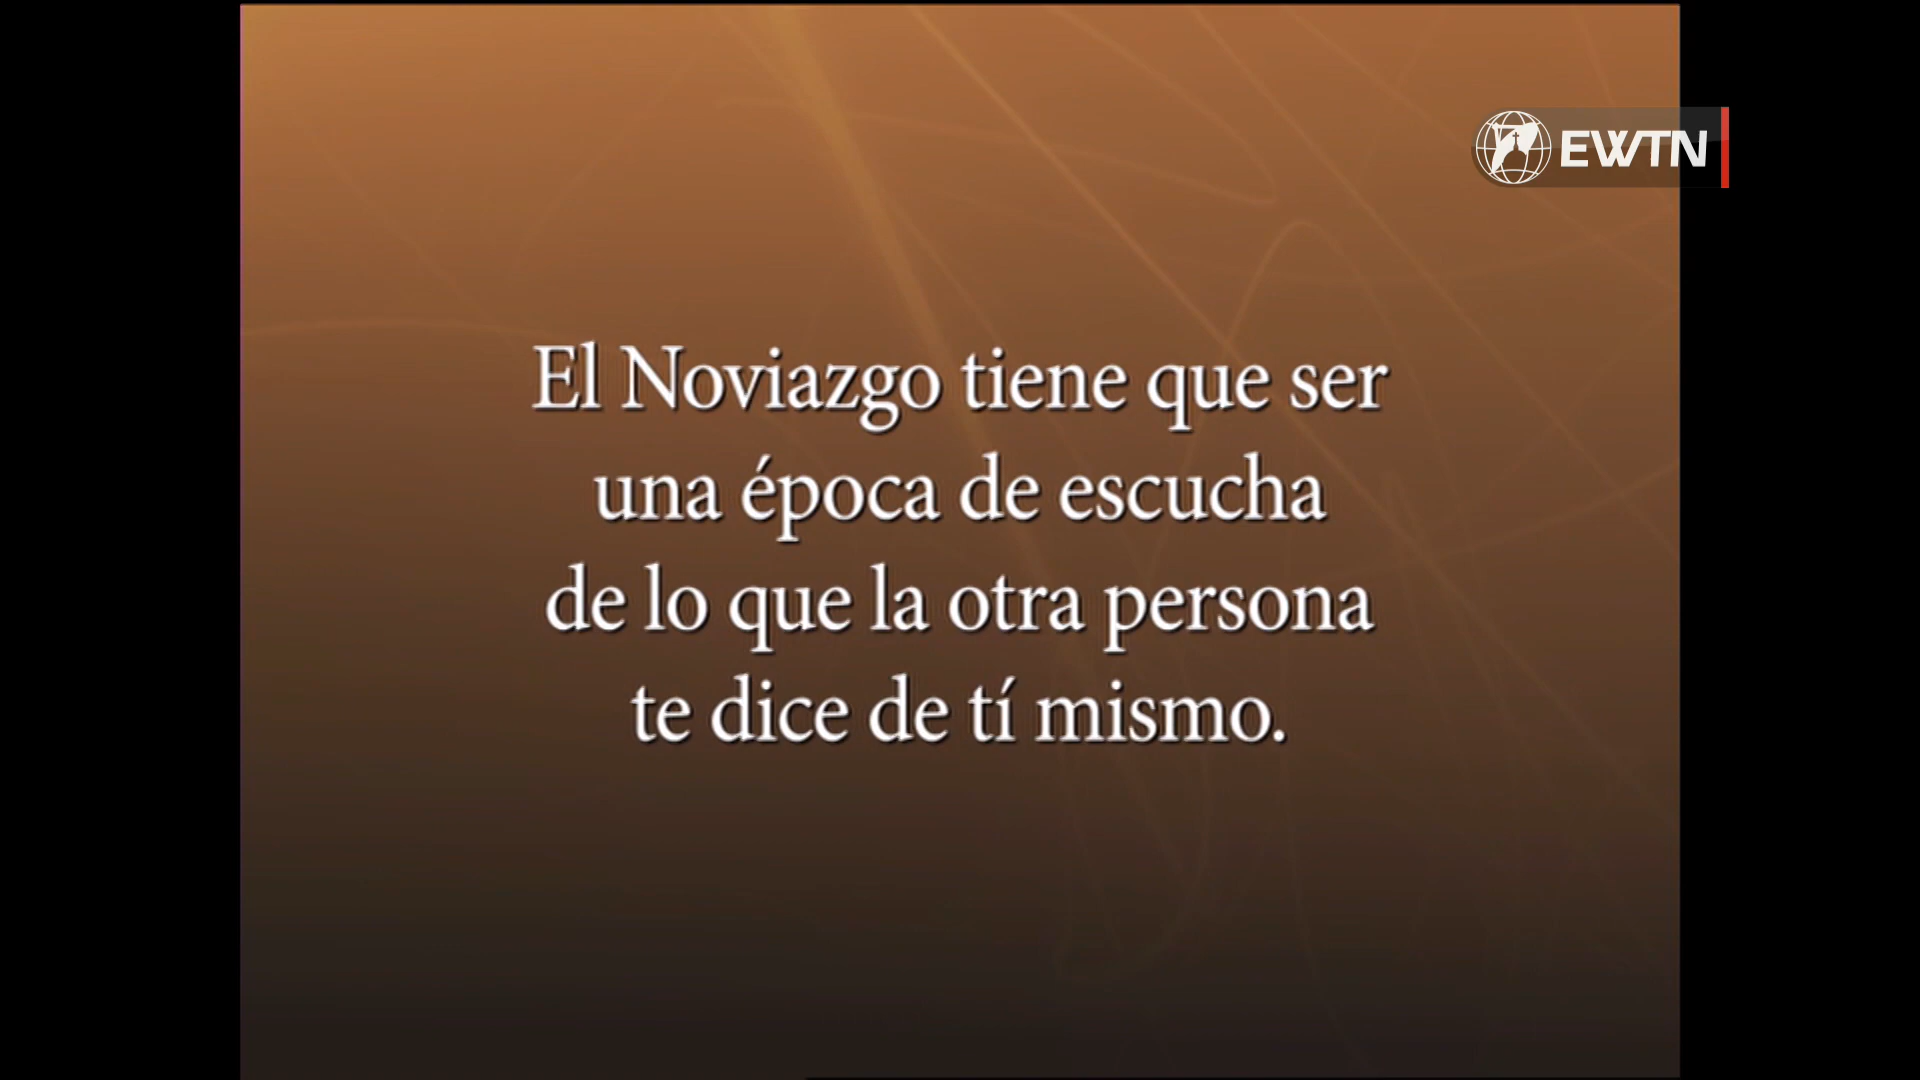 EWTN
El Noviazgo tiene que ser
una época de escucha
de lo que la otra persona
te dice de tí mismo.